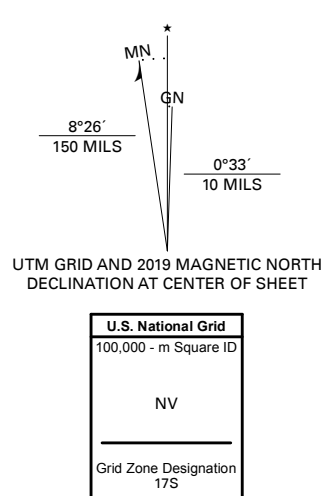 ★
MN
GN
8°26´
150 MILS
0°33´
10 MILS
UTM GRID AND 2019 MAGNETIC NORTH
DECLINATION AT CENTER OF SHEET
U.S. National Grid
100,000 - m Square ID
NV
Grid Zone Designation
17S